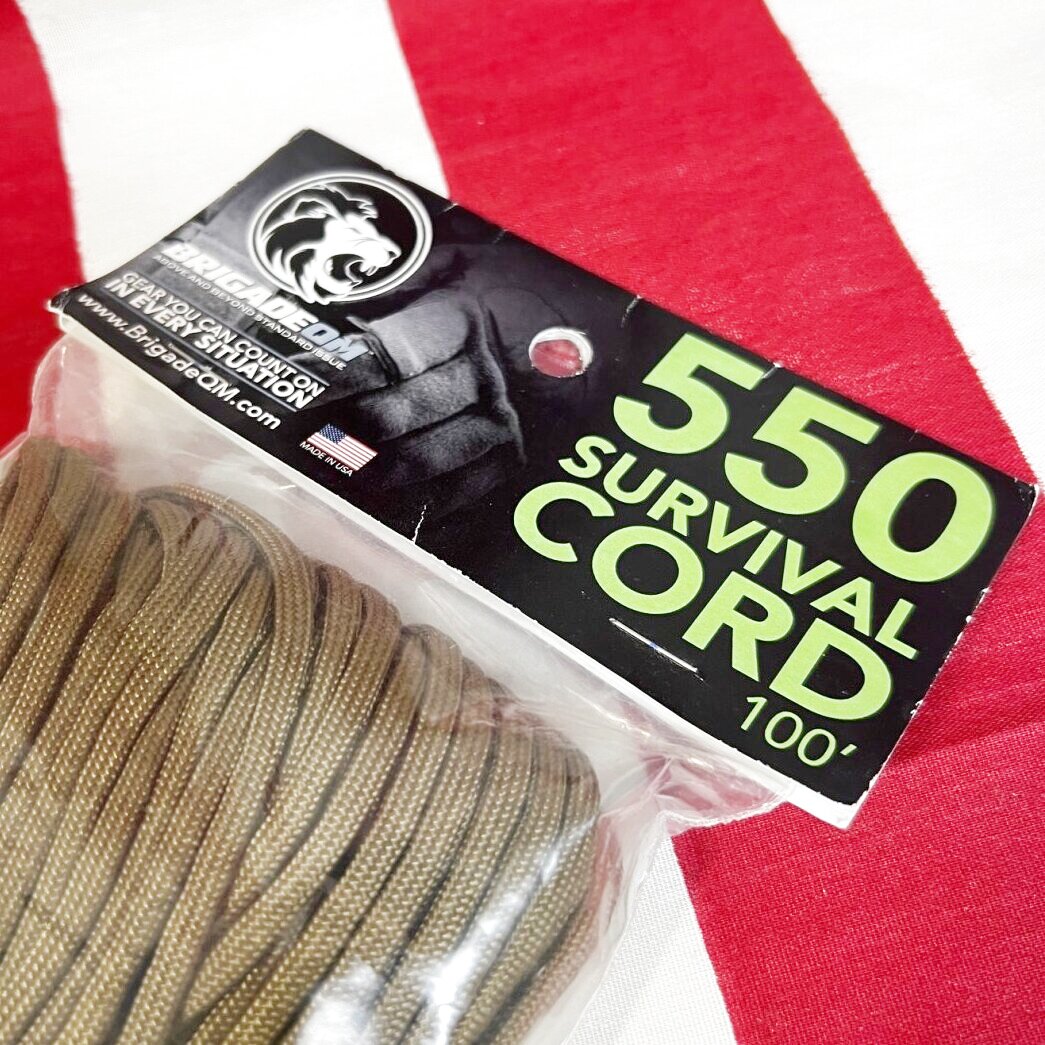 BRIGADEQM™
ABOVE AND BEYOND STANDARD ISSUE
GEAR YOU CAN COUNT ON
IN EVERY SITUATION
www.BrigadeQM.com
MADE IN USA
550
SURVIVAL
CORD
100'